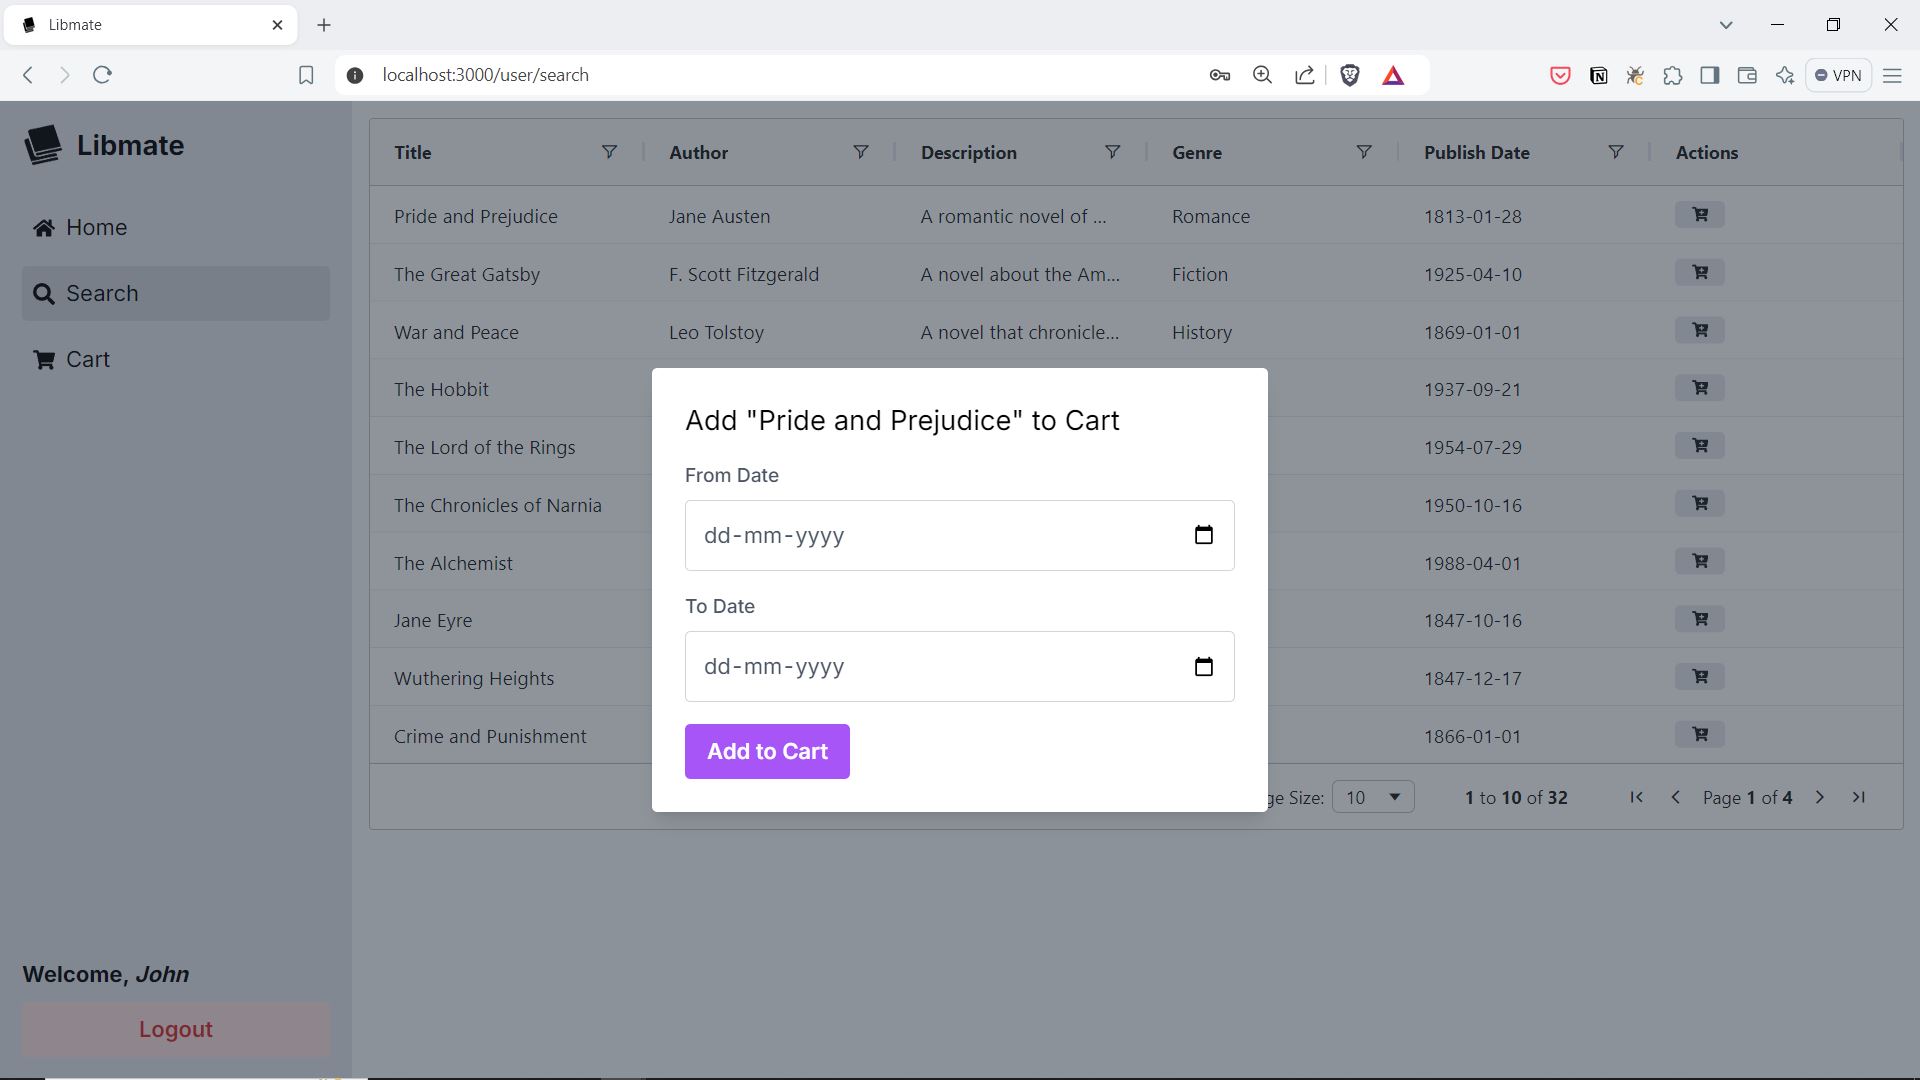 Libmate
localhost:3000/user/search
VPN
Libmate
Home
Search
Cart
Welcome, John
Logout
Title Author Description Genre Publish Date Actions
Pride and Prejudice Jane Austen A romantic novel of ... Romance 1813-01-28
The Great Gatsby F. Scott Fitzgerald A novel about the Am... Fiction 1925-04-10
War and Peace Leo Tolstoy A novel that chronicle... History 1869-01-01
The Hobbit 1937-09-21
The Lord of the Rings 1954-07-29
The Chronicles of Narnia 1950-10-16
The Alchemist 1988-04-01
Jane Eyre 1847-10-16
Wuthering Heights 1847-12-17
Crime and Punishment 1866-01-01
Size: 10 1 to 10 of 32 Page 1 of 4
Add "Pride and Prejudice" to Cart
From Date
dd-mm-yyyy
To Date
dd-mm-yyyy
Add to Cart